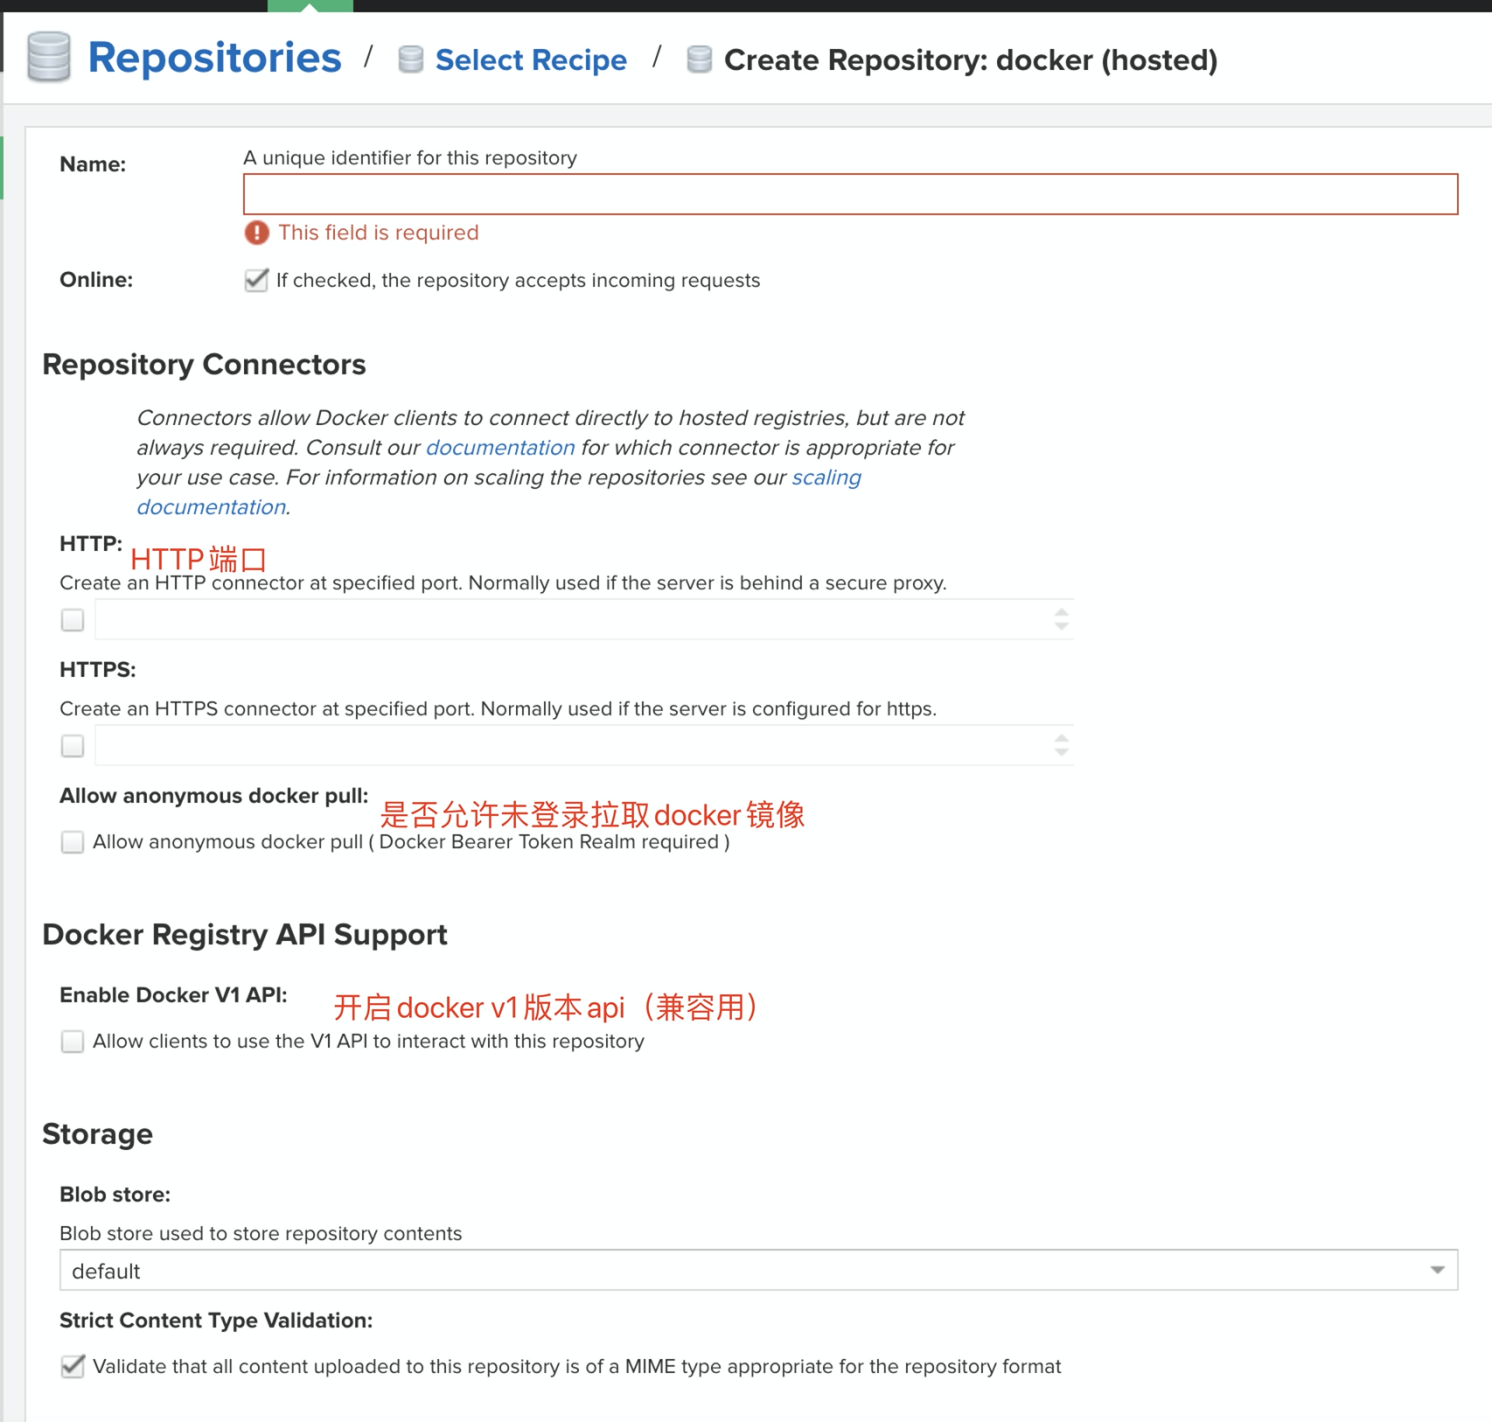 Repositories / Select Recipe / Create Repository: docker (hosted)
Name:
A unique identifier for this repository
This field is required
Online:
If checked, the repository accepts incoming requests
Repository Connectors
Connectors allow Docker clients to connect directly to hosted registries, but are not
always required. Consult our documentation for which connector is appropriate for
your use case. For information on scaling the repositories see our scaling
documentation.
HTTP:
HTTP端口
Create an HTTP connector at specified port. Normally used if the server is behind a secure proxy.
HTTPS:
Create an HTTPS connector at specified port. Normally used if the server is configured for https.
Allow anonymous docker pull:
是否允许未登录拉取docker镜像
Allow anonymous docker pull ( Docker Bearer Token Realm required )
Docker Registry API Support
Enable Docker V1 API:
开启docker v1版本api（兼容用）
Allow clients to use the V1 API to interact with this repository
Storage
Blob store:
Blob store used to store repository contents
default
Strict Content Type Validation:
Validate that all content uploaded to this repository is of a MIME type appropriate for the repository format